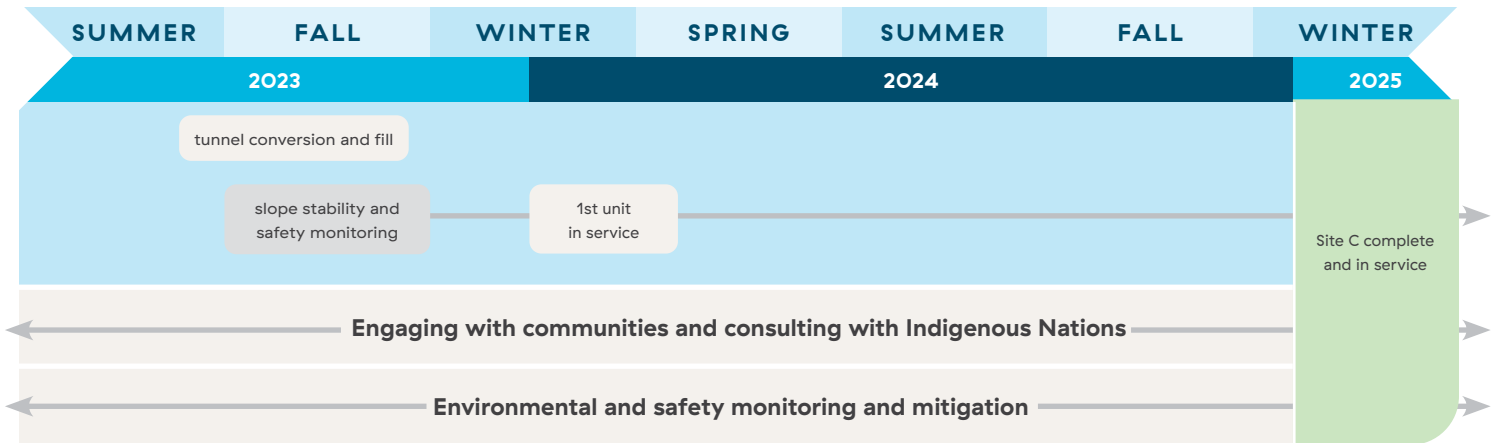 SUMMER FALL WINTER SPRING SUMMER FALL WINTER
2023 2024 2025
tunnel conversion and fill
slope stability and
safety monitoring
1st unit
in service
Site C complete
and in service
Engaging with communities and consulting with Indigenous Nations
Environmental and safety monitoring and mitigation